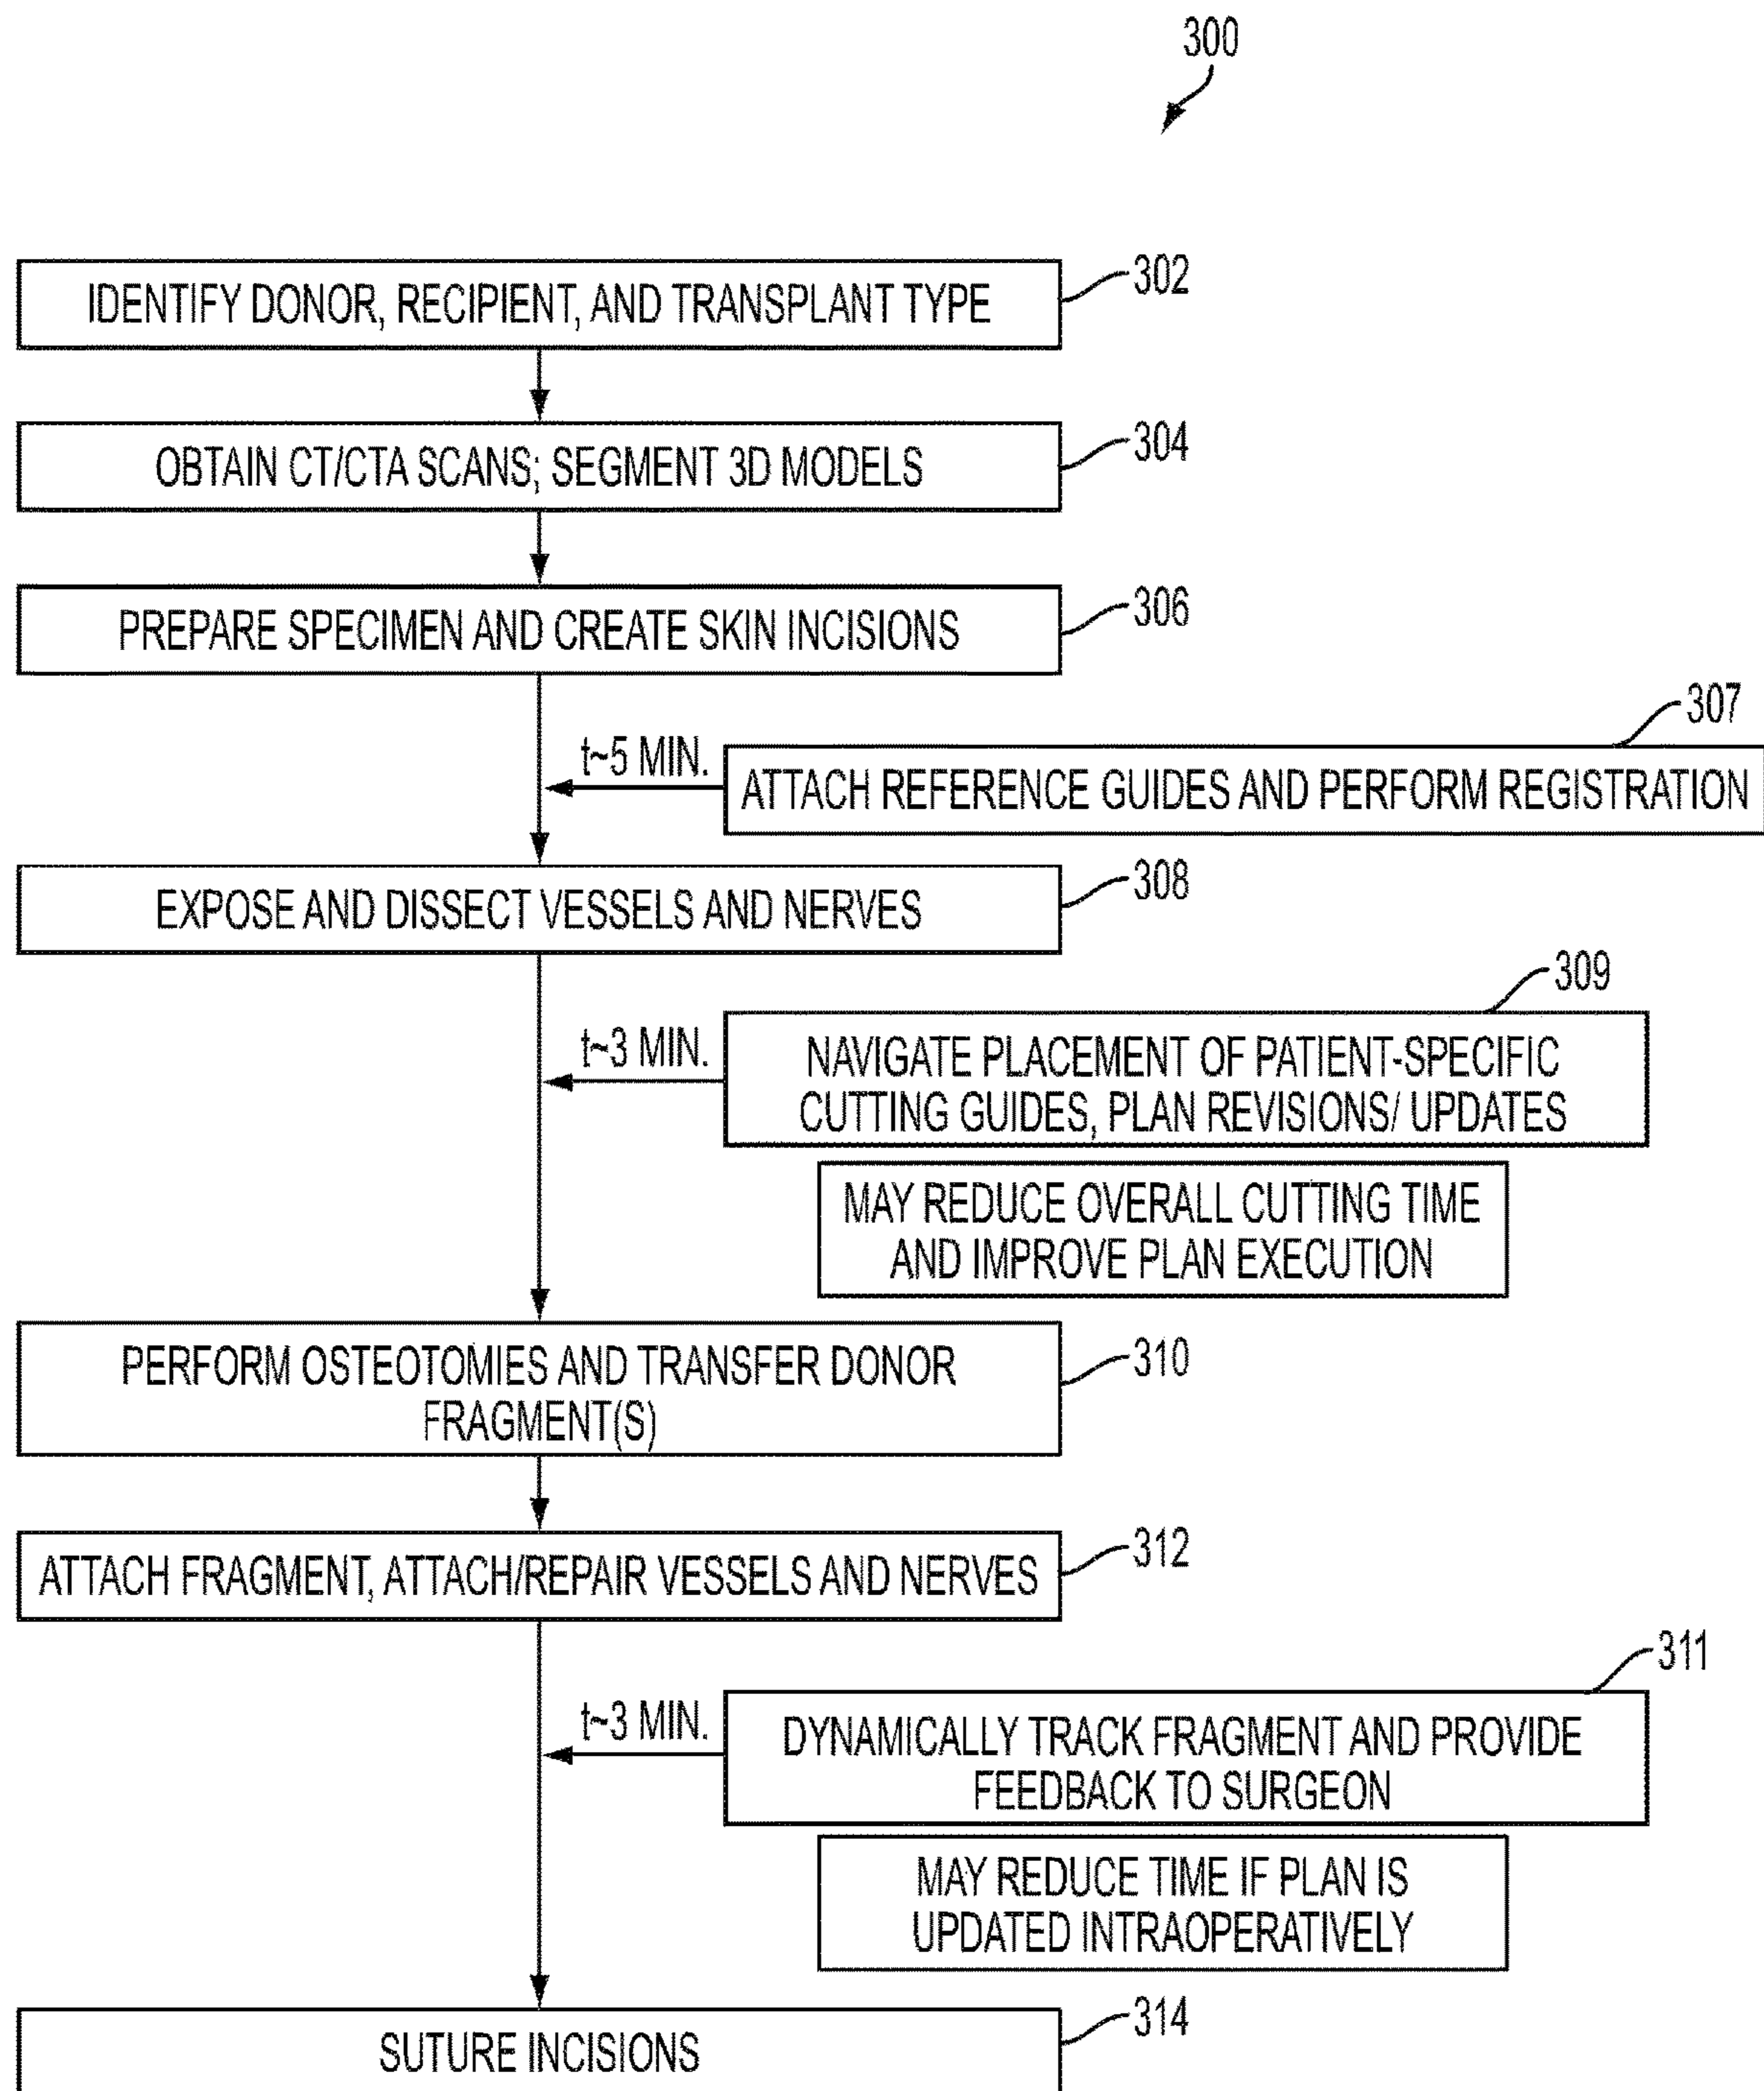 300
IDENTIFY DONOR, RECIPIENT, AND TRANSPLANT TYPE
302
OBTAIN CT/CTA SCANS; SEGMENT 3D MODELS
304
PREPARE SPECIMEN AND CREATE SKIN INCISIONS
306
307
t~5 MIN.
ATTACH REFERENCE GUIDES AND PERFORM REGISTRATION
EXPOSE AND DISSECT VESSELS AND NERVES
308
309
t~3 MIN.
NAVIGATE PLACEMENT OF PATIENT-SPECIFIC
CUTTING GUIDES, PLAN REVISIONS/ UPDATES
MAY REDUCE OVERALL CUTTING TIME
AND IMPROVE PLAN EXECUTION
PERFORM OSTEOTOMIES AND TRANSFER DONOR
FRAGMENT(S)
310
ATTACH FRAGMENT, ATTACH/REPAIR VESSELS AND NERVES
312
311
t~3 MIN.
DYNAMICALLY TRACK FRAGMENT AND PROVIDE
FEEDBACK TO SURGEON
MAY REDUCE TIME IF PLAN IS
UPDATED INTRAOPERATIVELY
SUTURE INCISIONS
314